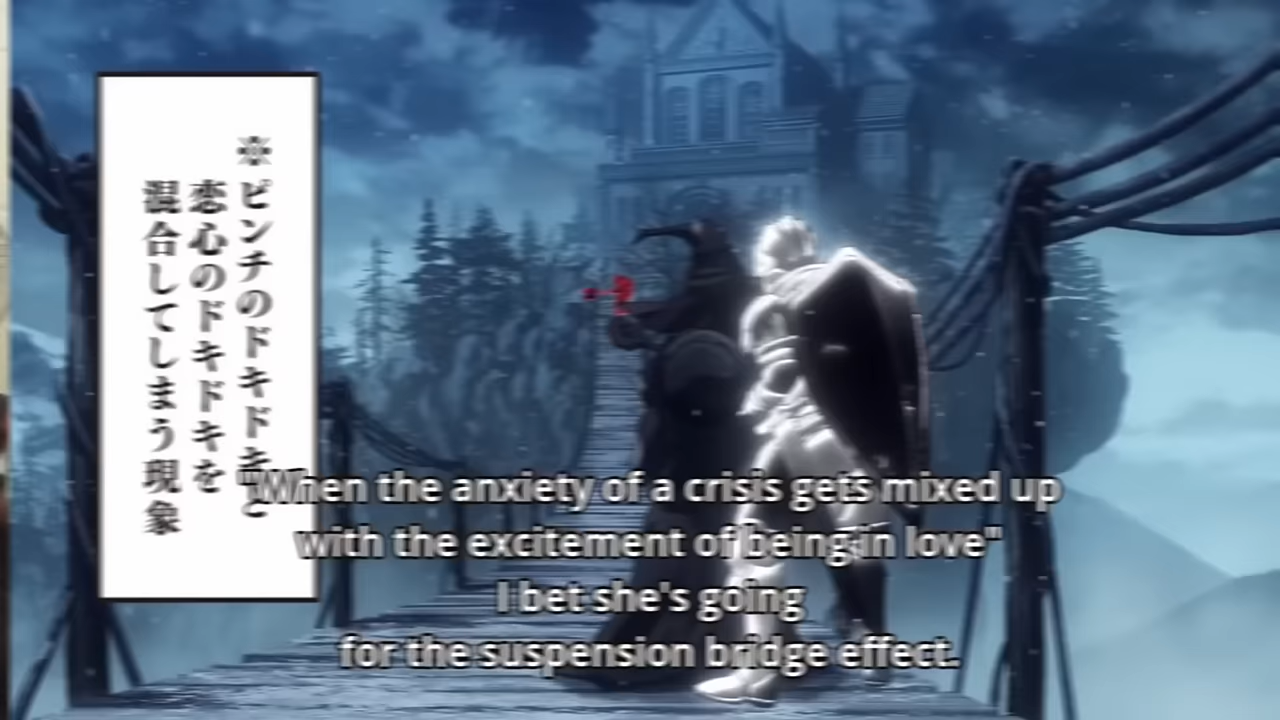 ※ピンチのドキドキと
恋心のドキドキを
混合してしまう現象
"When the anxiety of a crisis gets mixed up
with the excitement of being in love"
I bet she's going
for the suspension bridge effect.